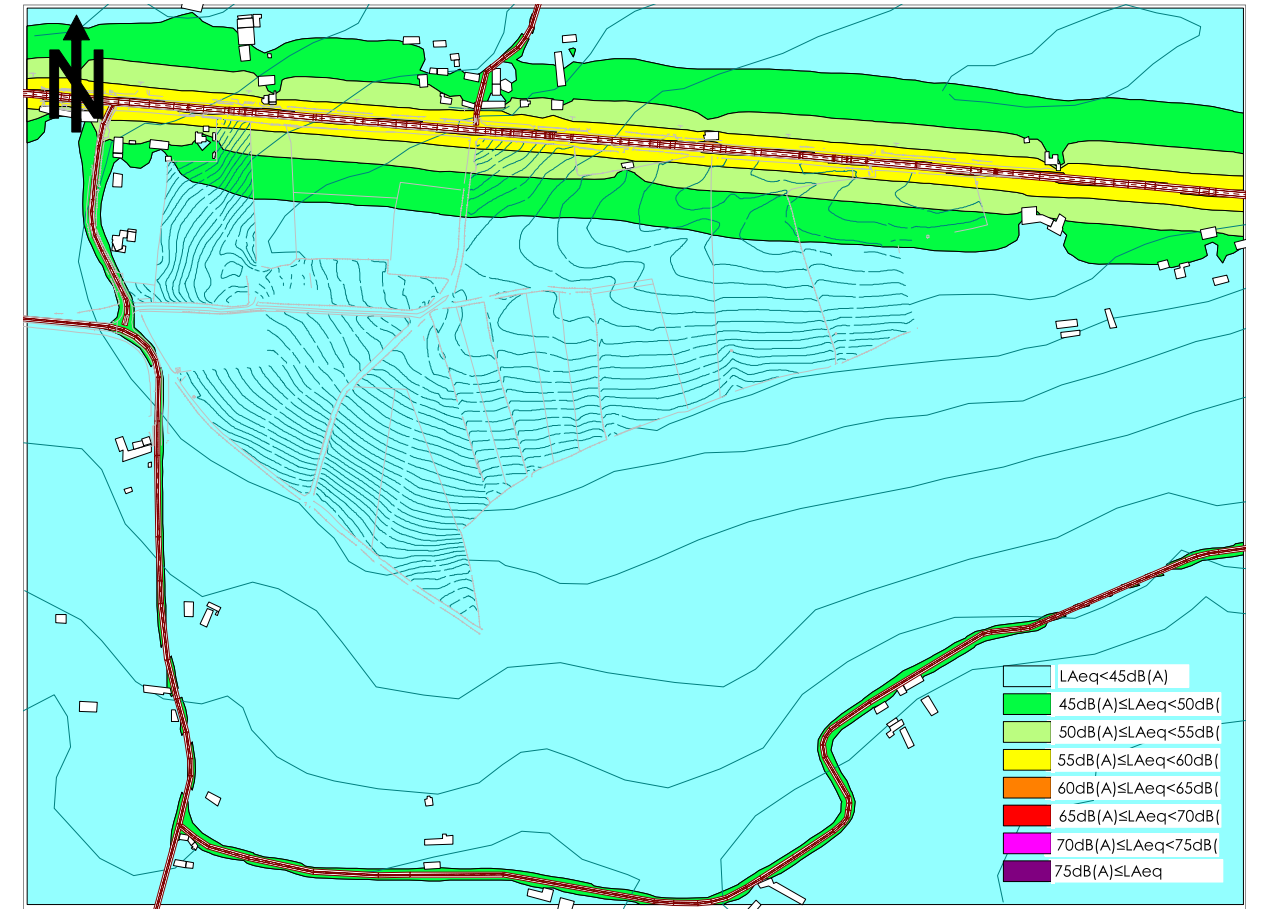 N
LAeq<45dB(A)
45dB(A)≤LAeq<50dB(
50dB(A)≤LAeq<55dB(
55dB(A)≤LAeq<60dB(
60dB(A)≤LAeq<65dB(
65dB(A)≤LAeq<70dB(
70dB(A)≤LAeq<75dB(
75dB(A)≤LAeq